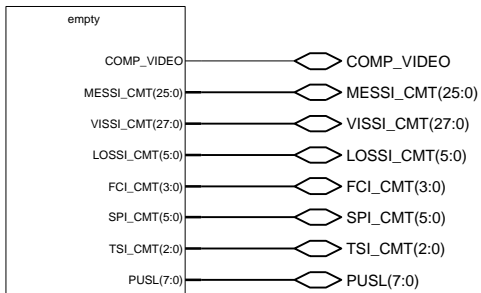 empty
COMP_VIDEO COMP_VIDEO
MESSI_CMT(25:0) MESSI_CMT(25:0)
VISSI_CMT(27:0) VISSI_CMT(27:0)
LOSSI_CMT(5:0) LOSSI_CMT(5:0)
FCI_CMT(3:0) FCI_CMT(3:0)
SPI_CMT(5:0) SPI_CMT(5:0)
TSI_CMT(2:0) TSI_CMT(2:0)
PUSL(7:0) PUSL(7:0)